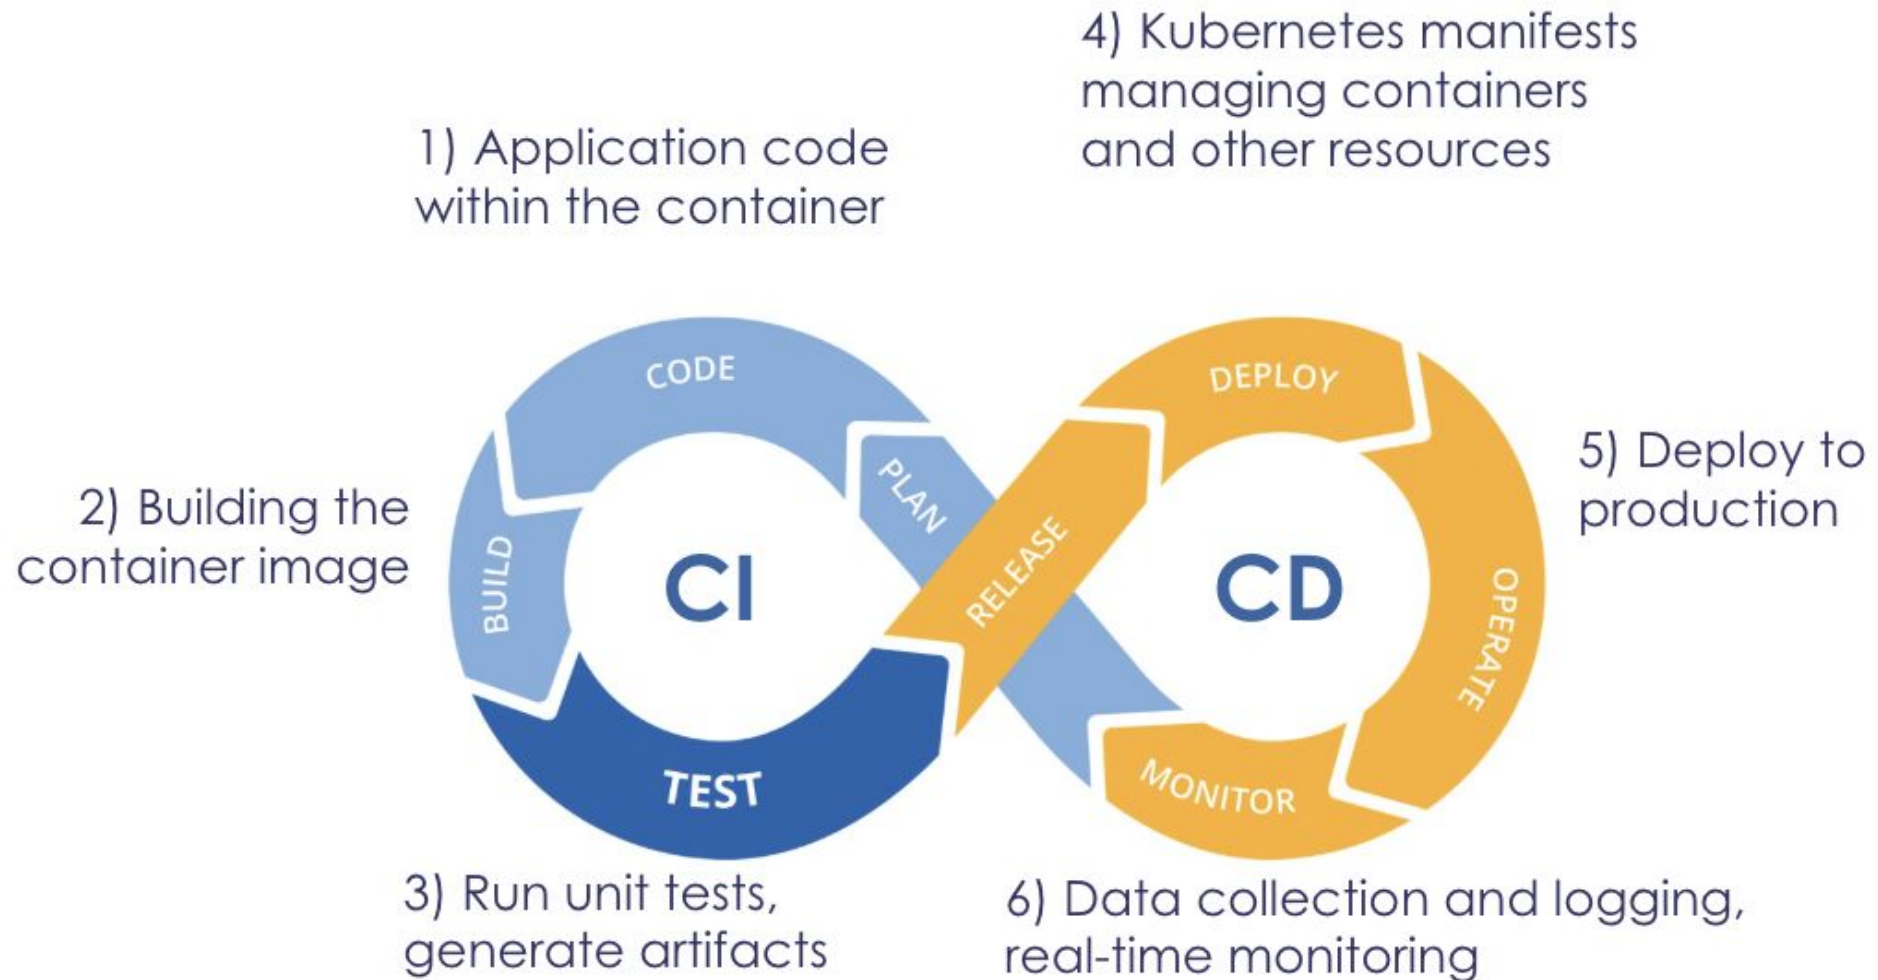 4) Kubernetes manifests
managing containers
and other resources
1) Application code
within the container
CODE
DEPLOY
PLAN
5) Deploy to
production
2) Building the
container image
BUILD
CI
RELEASE
CD
OPERATE
TEST
MONITOR
3) Run unit tests,
generate artifacts
6) Data collection and logging,
real-time monitoring